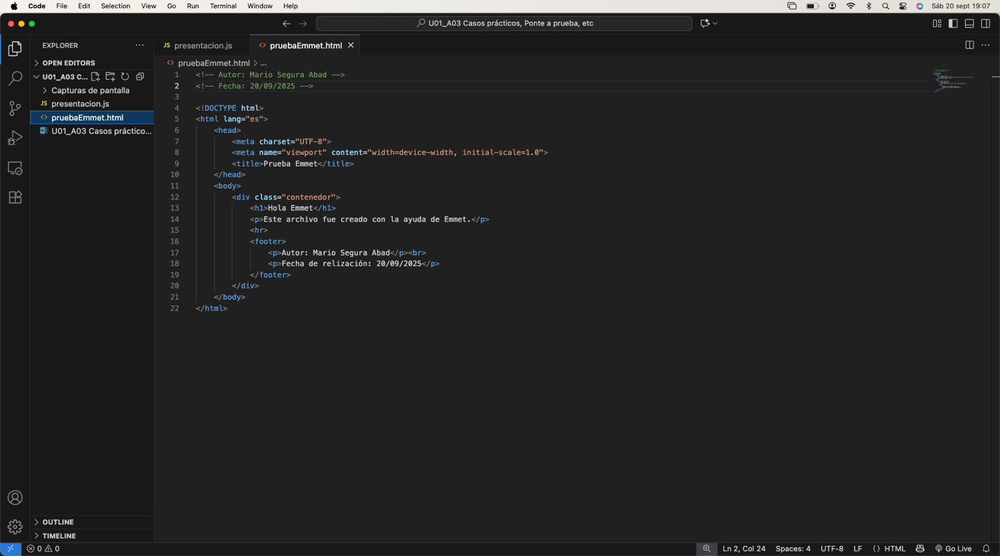 Code File Edit Selection View Go Run Terminal Window Help Sáb 20 sept 19:07
U01_A03 Casos prácticos, Ponte a prueba, etc
EXPLORER
OPEN EDITORS
U01_A03 C...
Capturas de pantalla
JS presentacion.js
<> pruebaEmmet.html
U01_A03 Casos práctico...
OUTLINE
TIMELINE
JS presentacion.js
<> pruebaEmmet.html
<> pruebaEmmet.html > ...
1 <!-- Autor: Mario Segura Abad -->
2 <!-- Fecha: 20/09/2025 -->
3
4 <!DOCTYPE html>
5 <html lang="es">
6 <head>
7 <meta charset="UTF-8">
8 <meta name="viewport" content="width=device-width, initial-scale=1.0">
9 <title>Prueba Emmet</title>
10 </head>
11 <body>
12 <div class="contenedor">
13 <h1>Hola Emmet</h1>
14 <p>Este archivo fue creado con la ayuda de Emmet.</p>
15 <hr>
16 <footer>
17 <p>Autor: Mario Segura Abad</p><br>
18 <p>Fecha de relización: 20/09/2025</p>
19 </footer>
20 </div>
21 </body>
22 </html>
0 0 Ln 2, Col 24 Spaces: 4 UTF-8 LF {} HTML Go Live